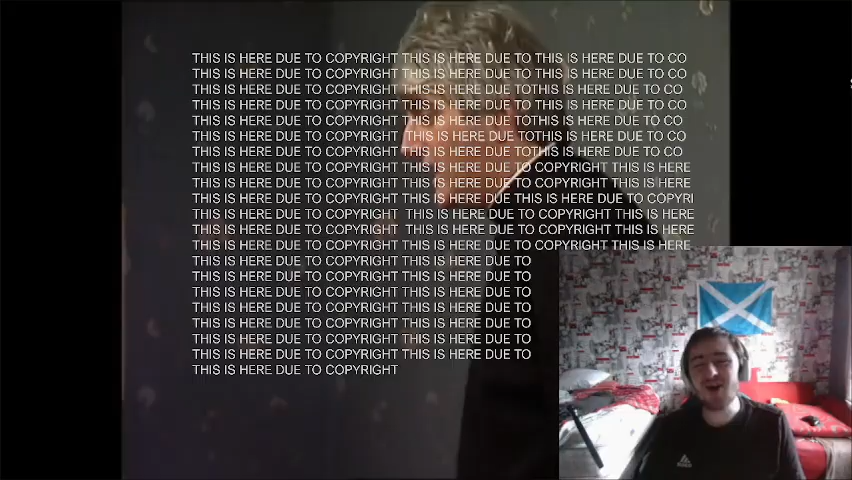 THIS IS HERE DUE TO COPYRIGHT THIS IS HERE DUE TO THIS IS HERE DUE TO CO
THIS IS HERE DUE TO COPYRIGHT THIS IS HERE DUE TO THIS IS HERE DUE TO CO
THIS IS HERE DUE TO COPYRIGHT THIS IS HERE DUE TOTHIS IS HERE DUE TO CO
THIS IS HERE DUE TO COPYRIGHT THIS IS HERE DUE TO THIS IS HERE DUE TO CO
THIS IS HERE DUE TO COPYRIGHT THIS IS HERE DUE TOTHIS IS HERE DUE TO CO
THIS IS HERE DUE TO COPYRIGHT THIS IS HERE DUE TOTHIS IS HERE DUE TO CO
THIS IS HERE DUE TO COPYRIGHT THIS IS HERE DUE TOTHIS IS HERE DUE TO CO
THIS IS HERE DUE TO COPYRIGHT THIS IS HERE DUE TO COPYRIGHT THIS IS HERE
THIS IS HERE DUE TO COPYRIGHT THIS IS HERE DUE TO COPYRIGHT THIS IS HERE
THIS IS HERE DUE TO COPYRIGHT THIS IS HERE DUE THIS IS HERE DUE TO COPYRI
THIS IS HERE DUE TO COPYRIGHT THIS IS HERE DUE TO COPYRIGHT THIS IS HERE
THIS IS HERE DUE TO COPYRIGHT THIS IS HERE DUE TO COPYRIGHT THIS IS HERE
THIS IS HERE DUE TO COPYRIGHT THIS IS HERE DUE TO COPYRIGHT THIS IS HERE
THIS IS HERE DUE TO COPYRIGHT THIS IS HERE DUE TO
THIS IS HERE DUE TO COPYRIGHT THIS IS HERE DUE TO
THIS IS HERE DUE TO COPYRIGHT THIS IS HERE DUE TO
THIS IS HERE DUE TO COPYRIGHT THIS IS HERE DUE TO
THIS IS HERE DUE TO COPYRIGHT THIS IS HERE DUE TO
THIS IS HERE DUE TO COPYRIGHT THIS IS HERE DUE TO
THIS IS HERE DUE TO COPYRIGHT THIS IS HERE DUE TO
THIS IS HERE DUE TO COPYRIGHT